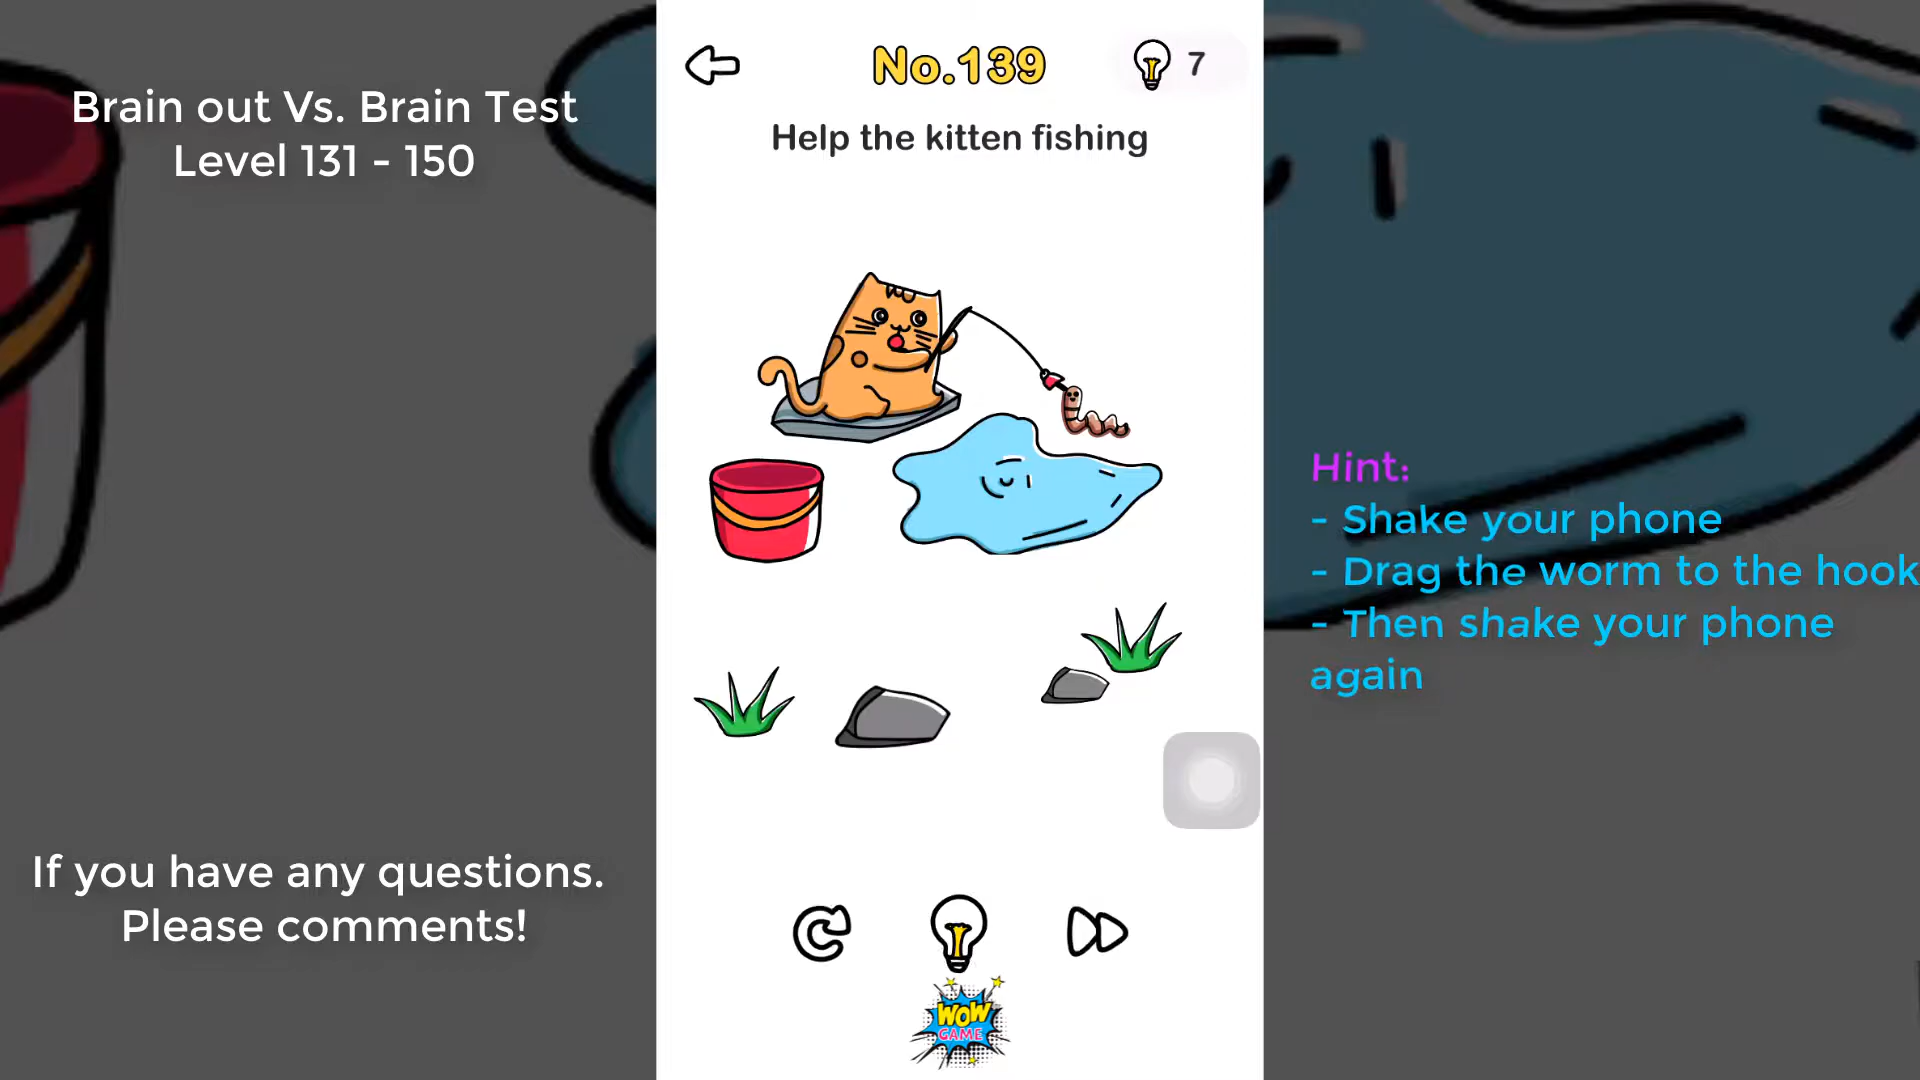 Brain out Vs. Brain Test
Level 131 - 150
No.139
7
Help the kitten fishing
Hint:
- Shake your phone
- Drag the worm to the hook
- Then shake your phone
again
If you have any questions.
Please comments!
WOW
GAME